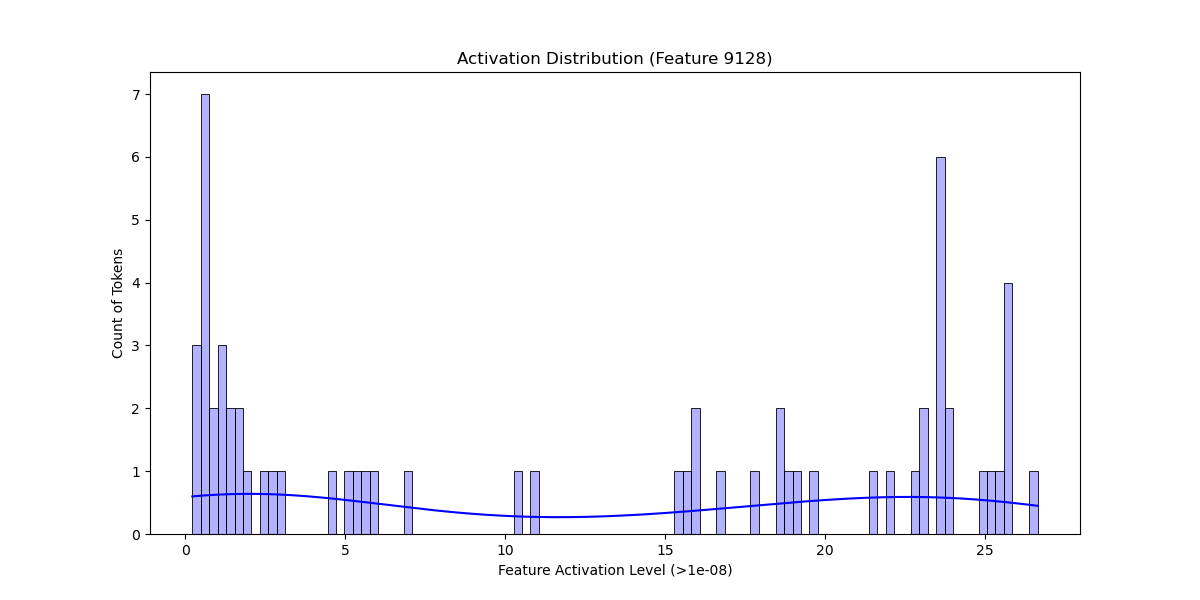 Activation Distribution (Feature 9128)
Count of Tokens
7
6
5
4
3
2
1
0
0 5 10 15 20 25
Feature Activation Level (>1e-08)